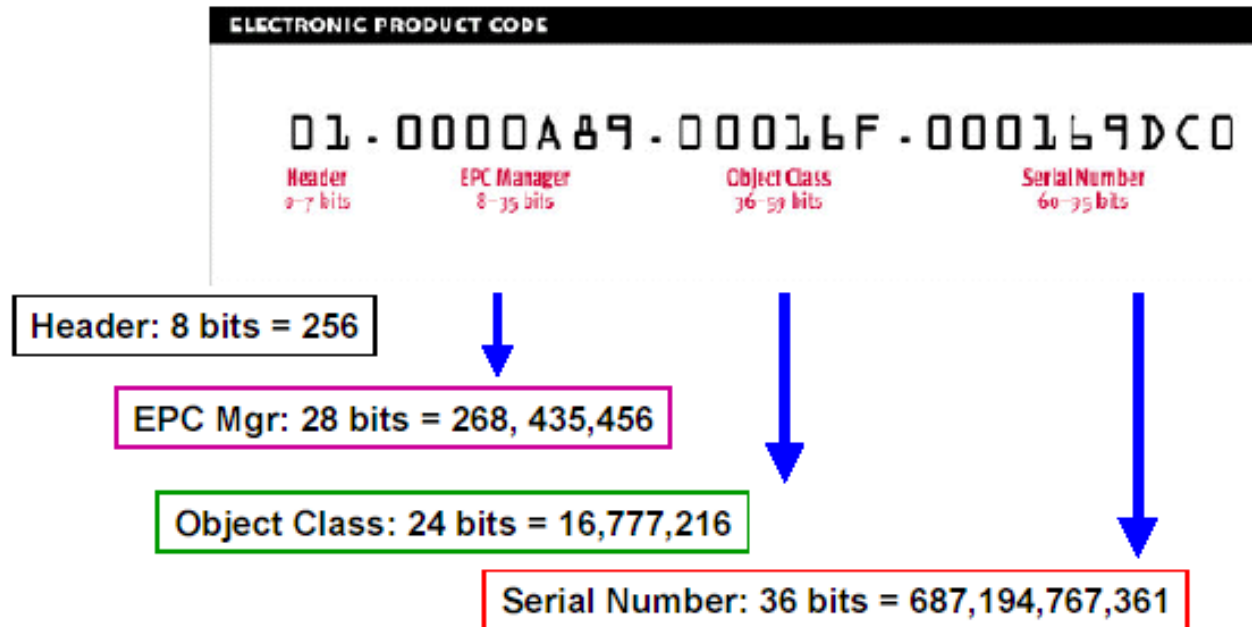 ELECTRONIC PRODUCT CODE
01 - 0000A89 - 00016F - 000169DC0
Header EPC Manager Object Class Serial Number
0–7 bits 8–35 bits 36–59 bits 60–95 bits
Header: 8 bits = 256
EPC Mgr: 28 bits = 268, 435,456
Object Class: 24 bits = 16,777,216
Serial Number: 36 bits = 687,194,767,361